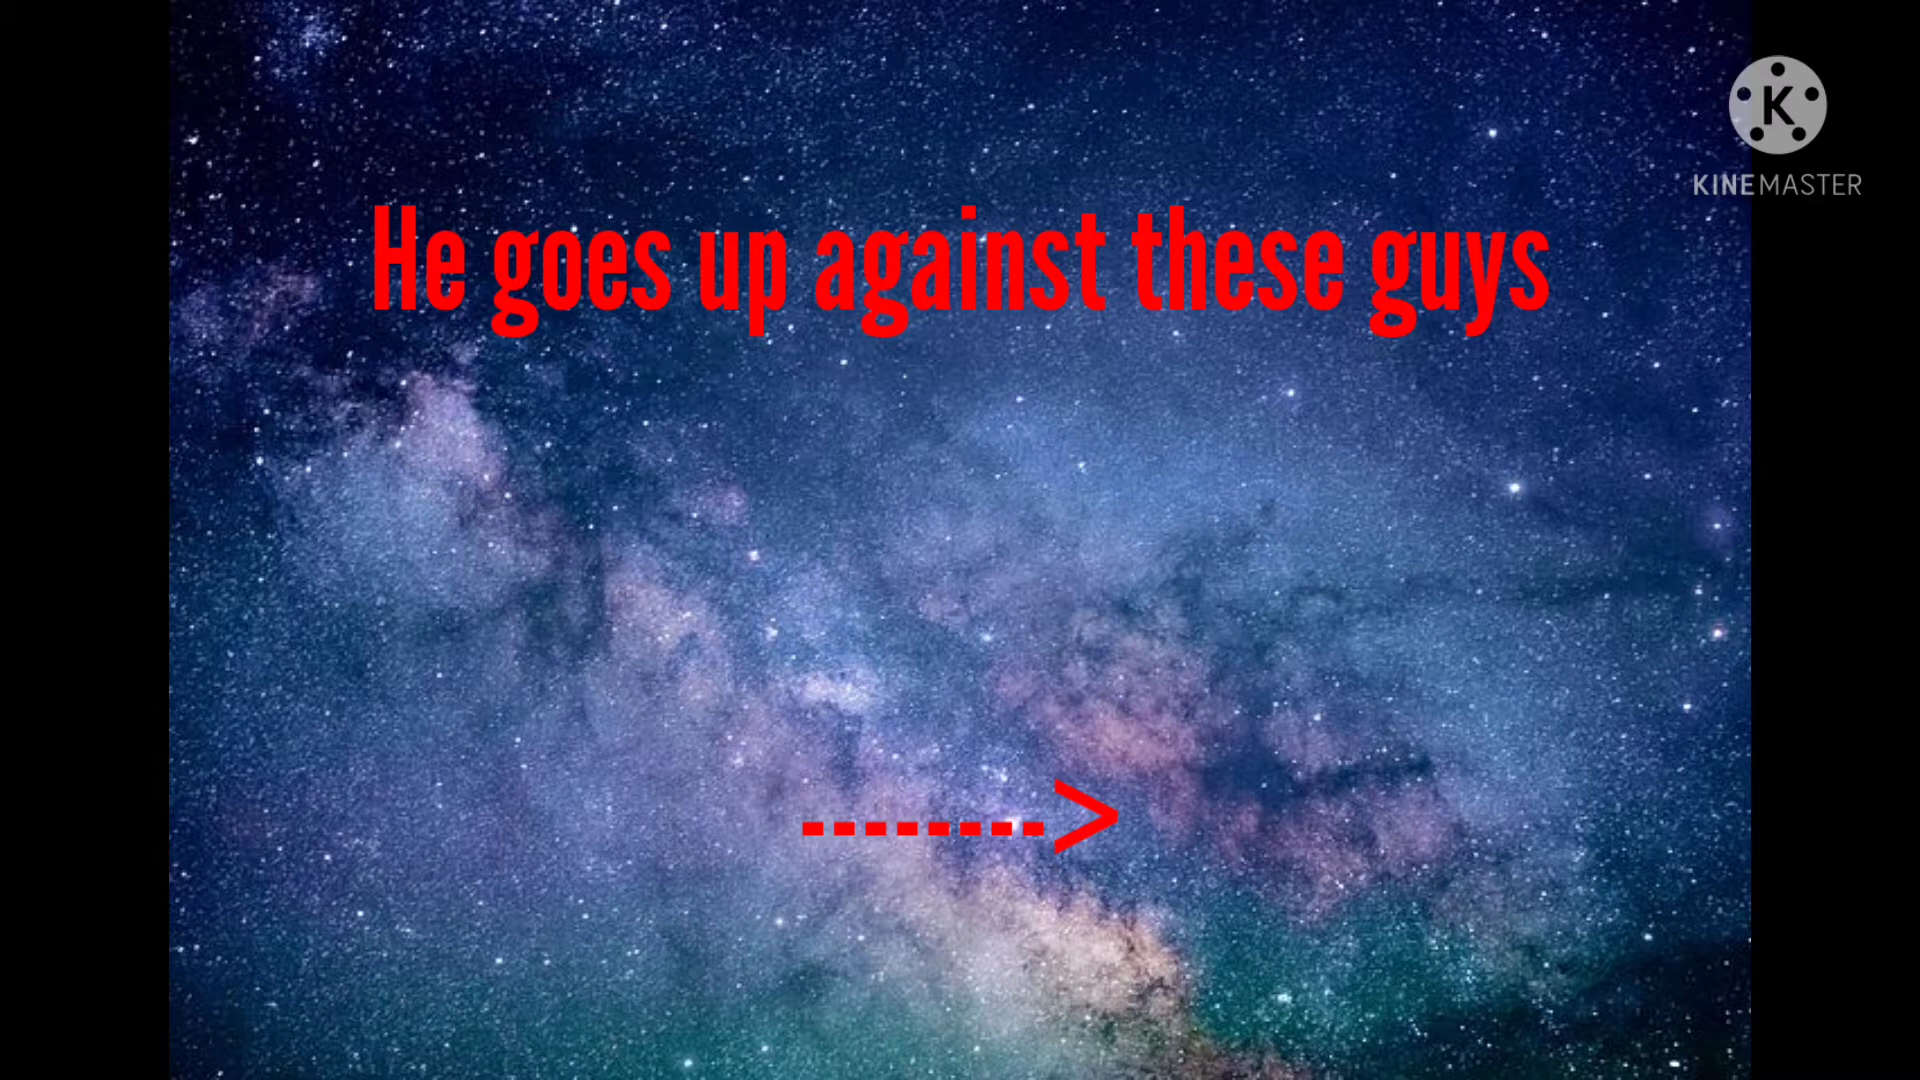 K
KINEMASTER
He goes up against these guys
-------->